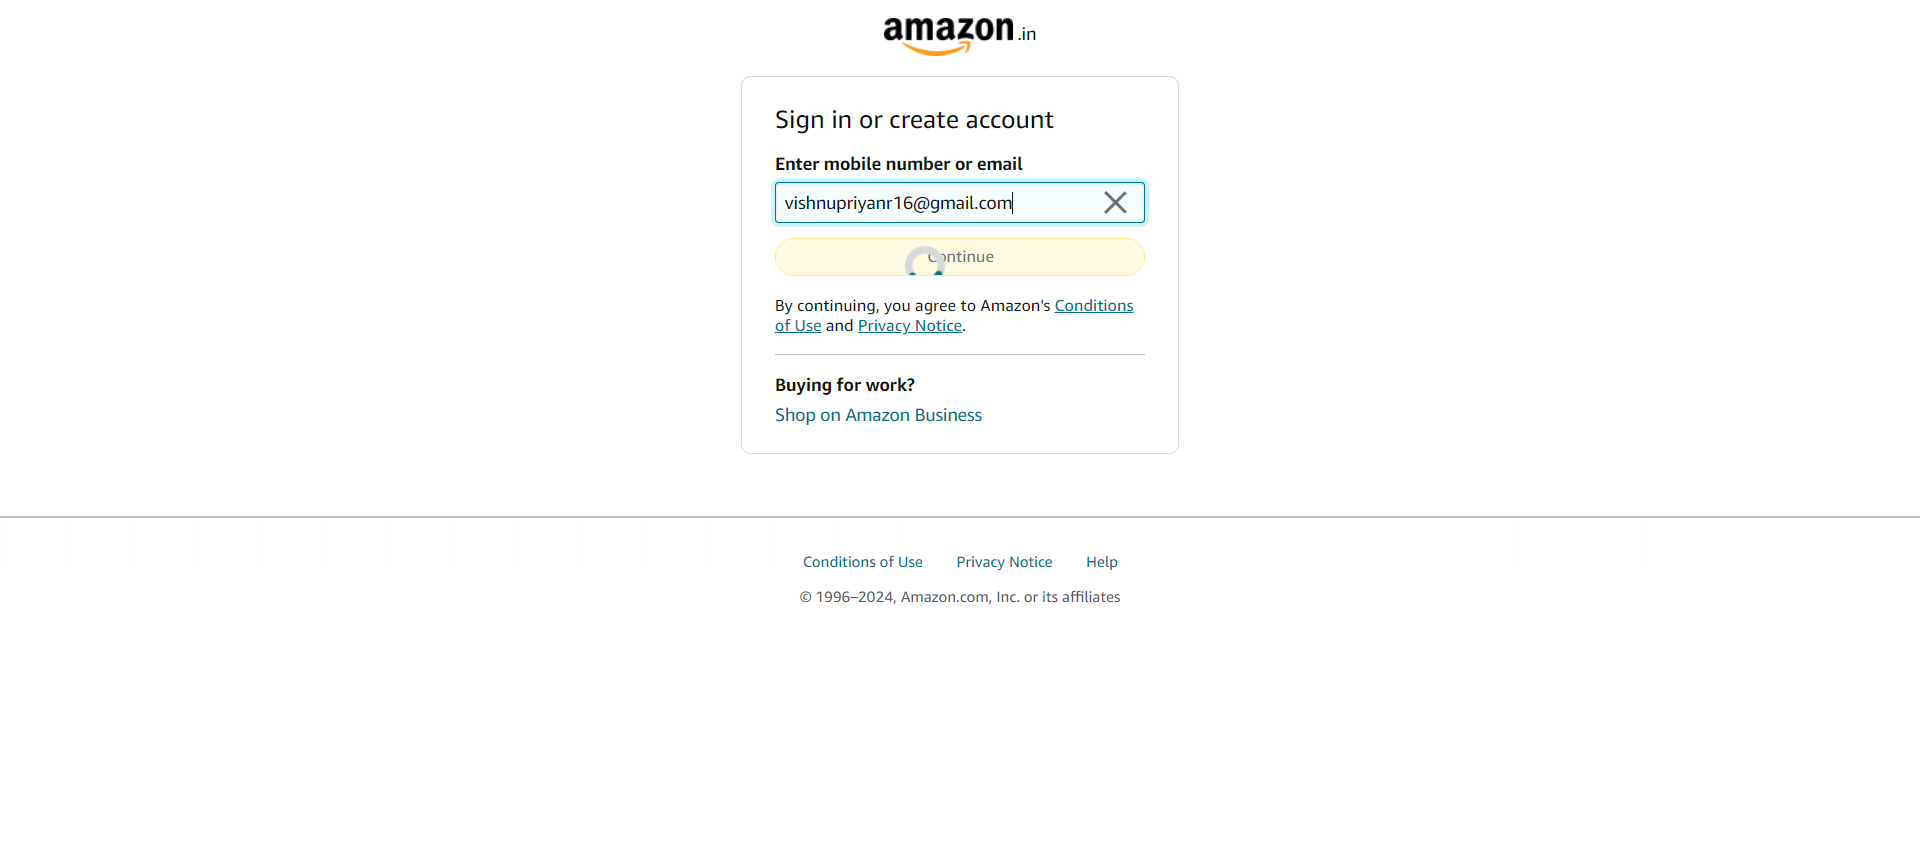 amazon.in
Sign in or create account
Enter mobile number or email
vishnupriyanr16@gmail.com
Continue
By continuing, you agree to Amazon's Conditions
of Use and Privacy Notice.
Buying for work?
Shop on Amazon Business
Conditions of Use Privacy Notice Help
© 1996–2024, Amazon.com, Inc. or its affiliates